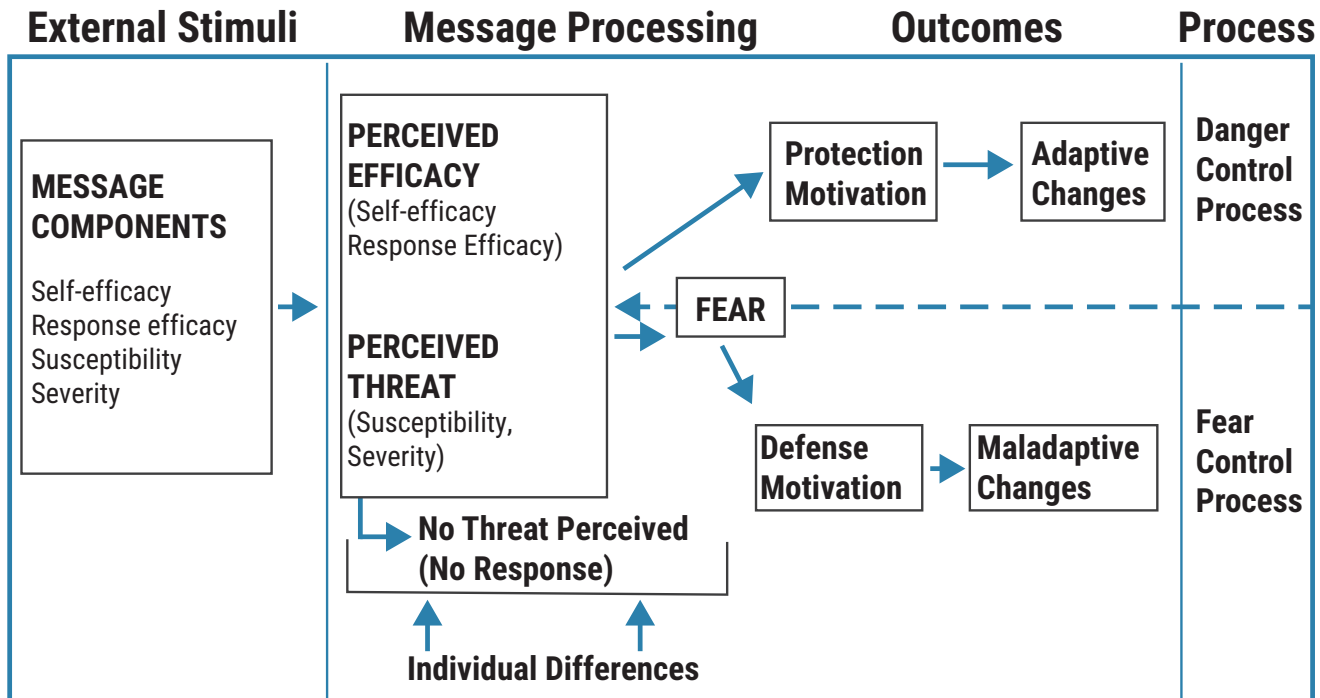 External Stimuli
Message Processing
Outcomes
Process
MESSAGE
COMPONENTS
Self-efficacy
Response efficacy
Susceptibility
Severity
PERCEIVED
EFFICACY
(Self-efficacy
Response Efficacy)
PERCEIVED
THREAT
(Susceptibility,
Severity)
No Threat Perceived
(No Response)
Individual Differences
FEAR
Protection
Motivation
Adaptive
Changes
Defense
Motivation
Maladaptive
Changes
Danger
Control
Process
Fear
Control
Process